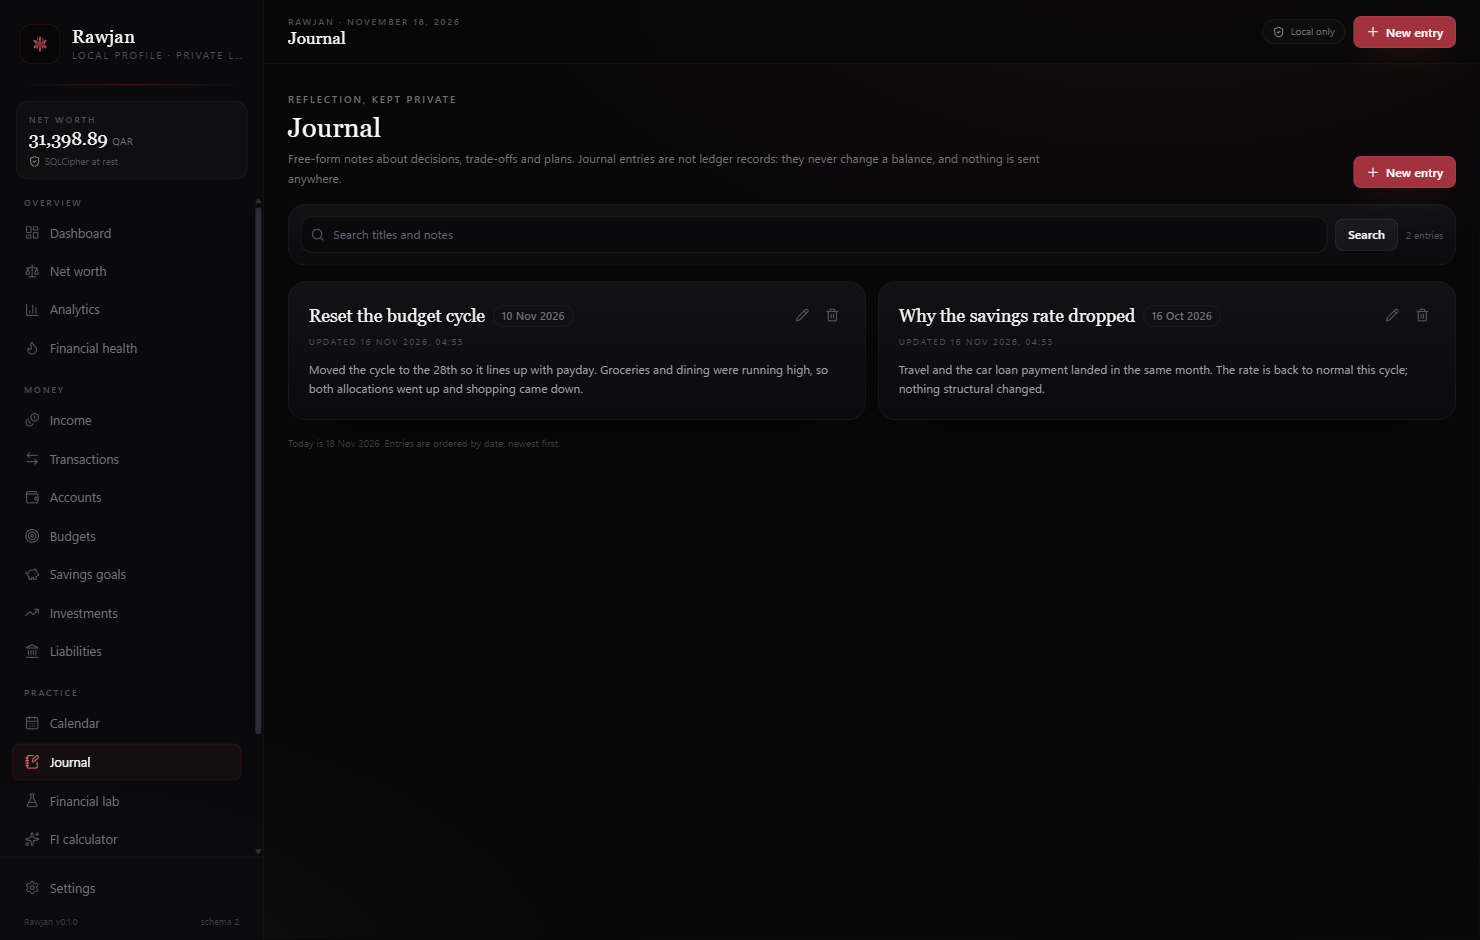 Rawjan
LOCAL PROFILE · PRIVATE L...
NET WORTH
31,398.89 QAR
SQLCipher at rest
OVERVIEW
Dashboard
Net worth
Analytics
Financial health
MONEY
Income
Transactions
Accounts
Budgets
Savings goals
Investments
Liabilities
PRACTICE
Calendar
Journal
Financial lab
FI calculator
Settings
Rawjan v0.1.0 schema 2
RAWJAN · NOVEMBER 18, 2026
Journal
Local only
New entry
REFLECTION, KEPT PRIVATE
Journal
Free-form notes about decisions, trade-offs and plans. Journal entries are not ledger records: they never change a balance, and nothing is sent
anywhere.
New entry
Search titles and notes
Search
2 entries
Reset the budget cycle 10 Nov 2026
UPDATED 16 NOV 2026, 04:53
Moved the cycle to the 28th so it lines up with payday. Groceries and dining were running high, so
both allocations went up and shopping came down.
Why the savings rate dropped 16 Oct 2026
UPDATED 16 NOV 2026, 04:53
Travel and the car loan payment landed in the same month. The rate is back to normal this cycle;
nothing structural changed.
Today is 18 Nov 2026. Entries are ordered by date, newest first.